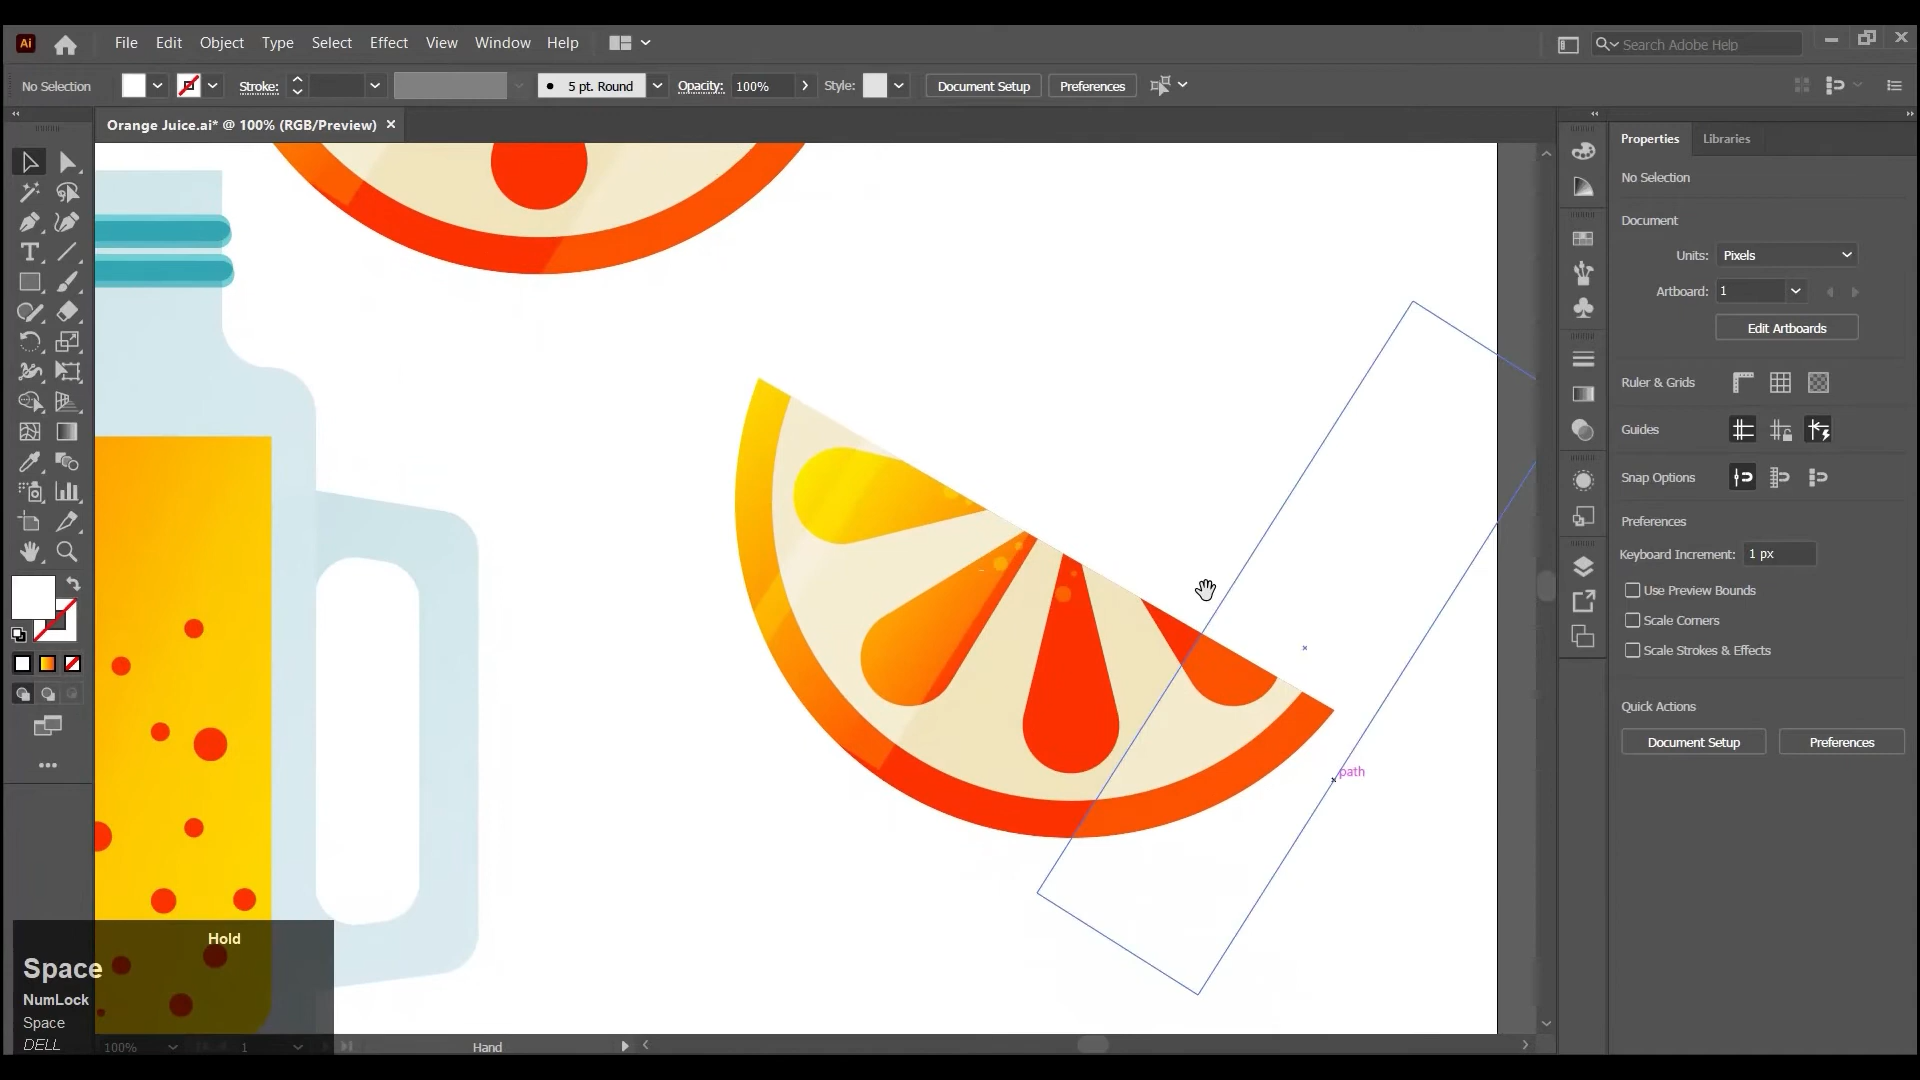 Ai File Edit Object Type Select Effect View Window Help Search Adobe Help
No Selection Stroke: 5 pt. Round Opacity: 100% Style: Document Setup Preferences
Orange Juice.ai* @ 100% (RGB/Preview)
Properties Libraries
No Selection
Document
Units: Pixels
Artboard: 1
Edit Artboards
Ruler & Grids
Guides
Snap Options
Preferences
Keyboard Increment: 1 px
Use Preview Bounds
Scale Corners
Scale Strokes & Effects
Quick Actions
Document Setup Preferences
path
Hold
Space
NumLock
Space
DELL
100% 1 Hand